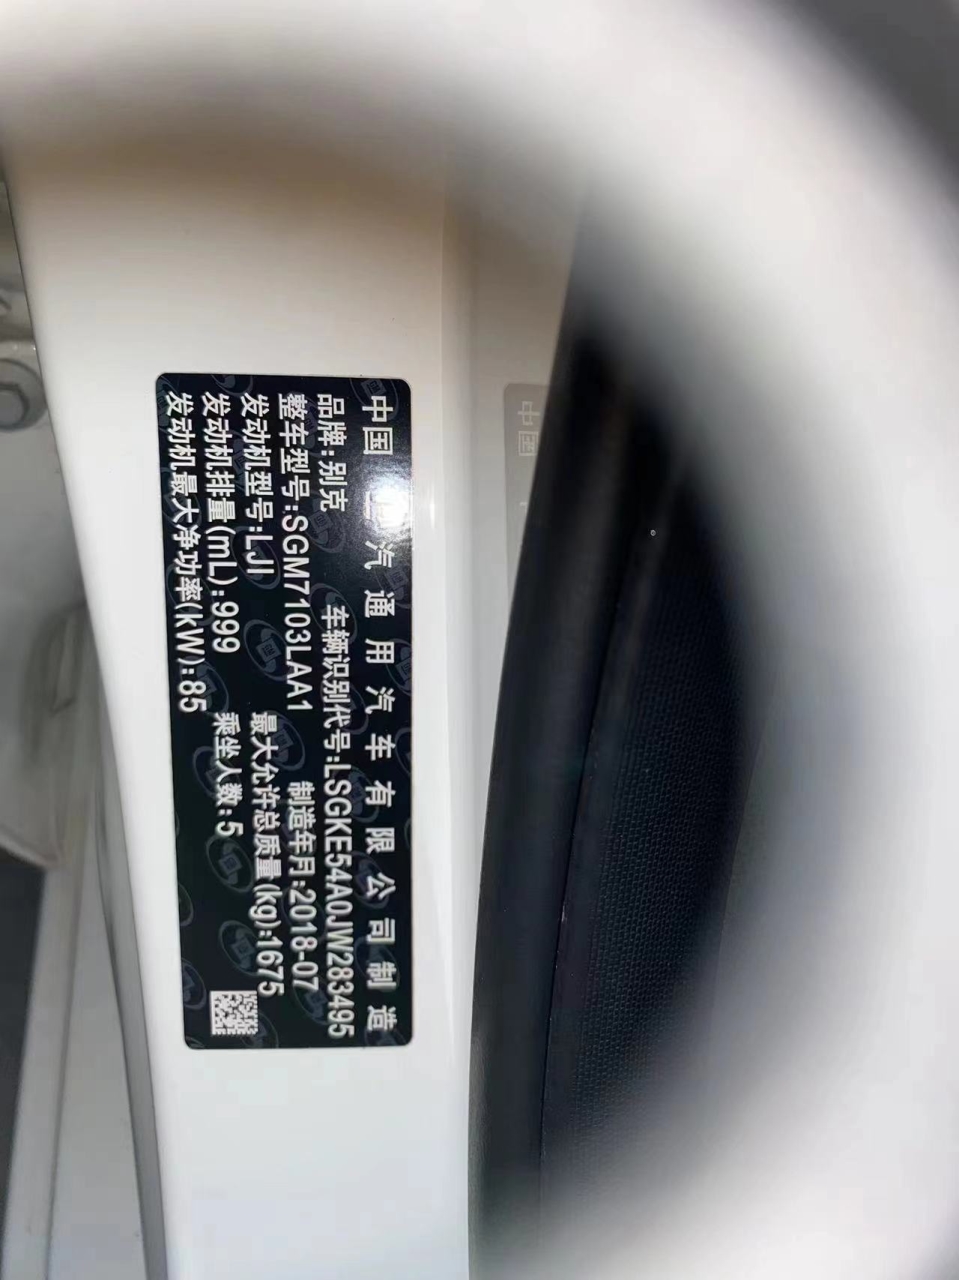 中国 上汽通用汽车有限公司制造
品牌:别克 车辆识别代号:LSGKE54A0JW283495
整车型号:SGM7103LAA1 制造年月:2018-07
发动机型号:LJI 最大允许总质量(kg):1675
发动机排量(mL):999 乘坐人数:5
发动机最大净功率(kW):85
中国